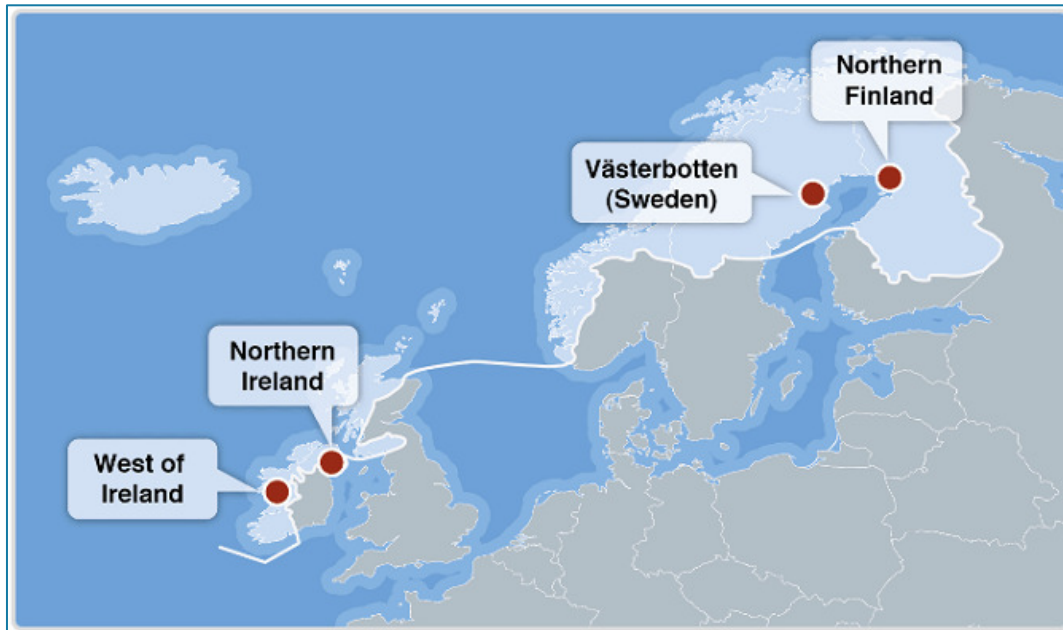 Northern
Finland
Västerbotten
(Sweden)
Northern
Ireland
West of
Ireland